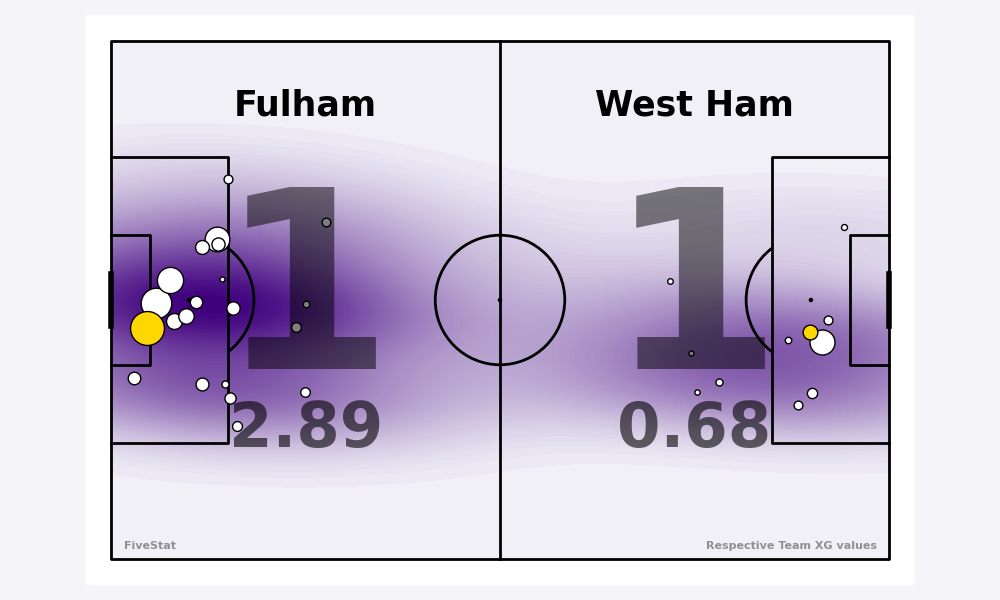 Fulham
West Ham
1
1
2.89
0.68
FiveStat
Respective Team XG values